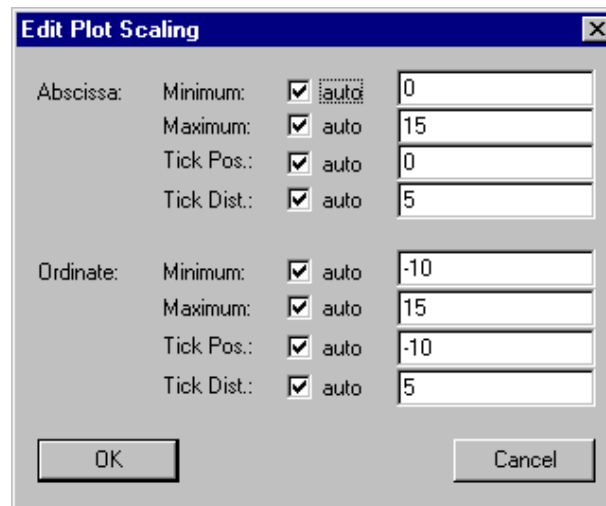 Edit Plot Scaling
Abscissa: Minimum: auto 0
Maximum: auto 15
Tick Pos.: auto 0
Tick Dist.: auto 5
Ordinate: Minimum: auto -10
Maximum: auto 15
Tick Pos.: auto -10
Tick Dist.: auto 5
OK Cancel